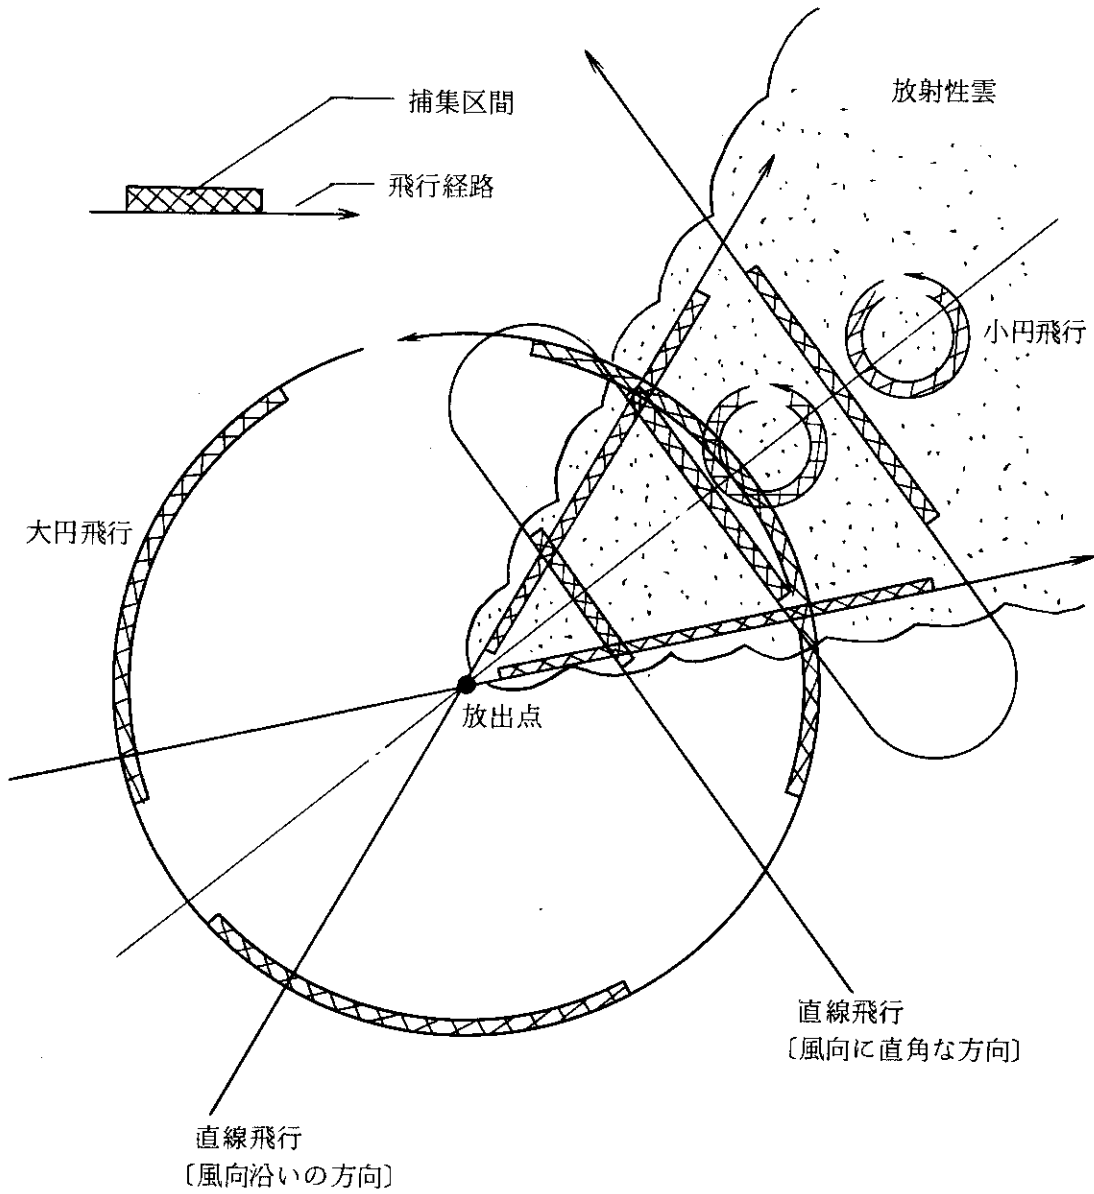 放射性雲
捕集区間
飛行経路
小円飛行
大円飛行
放出点
直線飛行
〔風向に直角な方向〕
直線飛行
〔風向沿いの方向〕